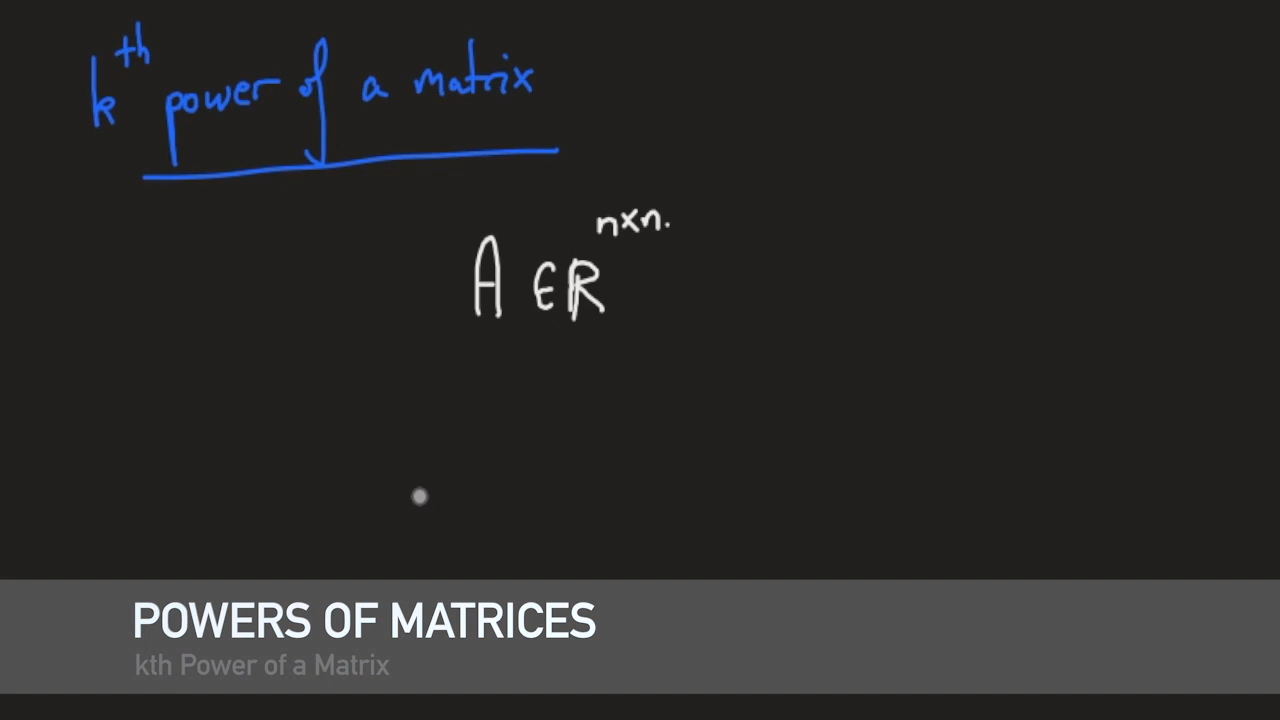 kth power of a matrix
A ∈ ℝ^{n×n}.
POWERS OF MATRICES
kth Power of a Matrix